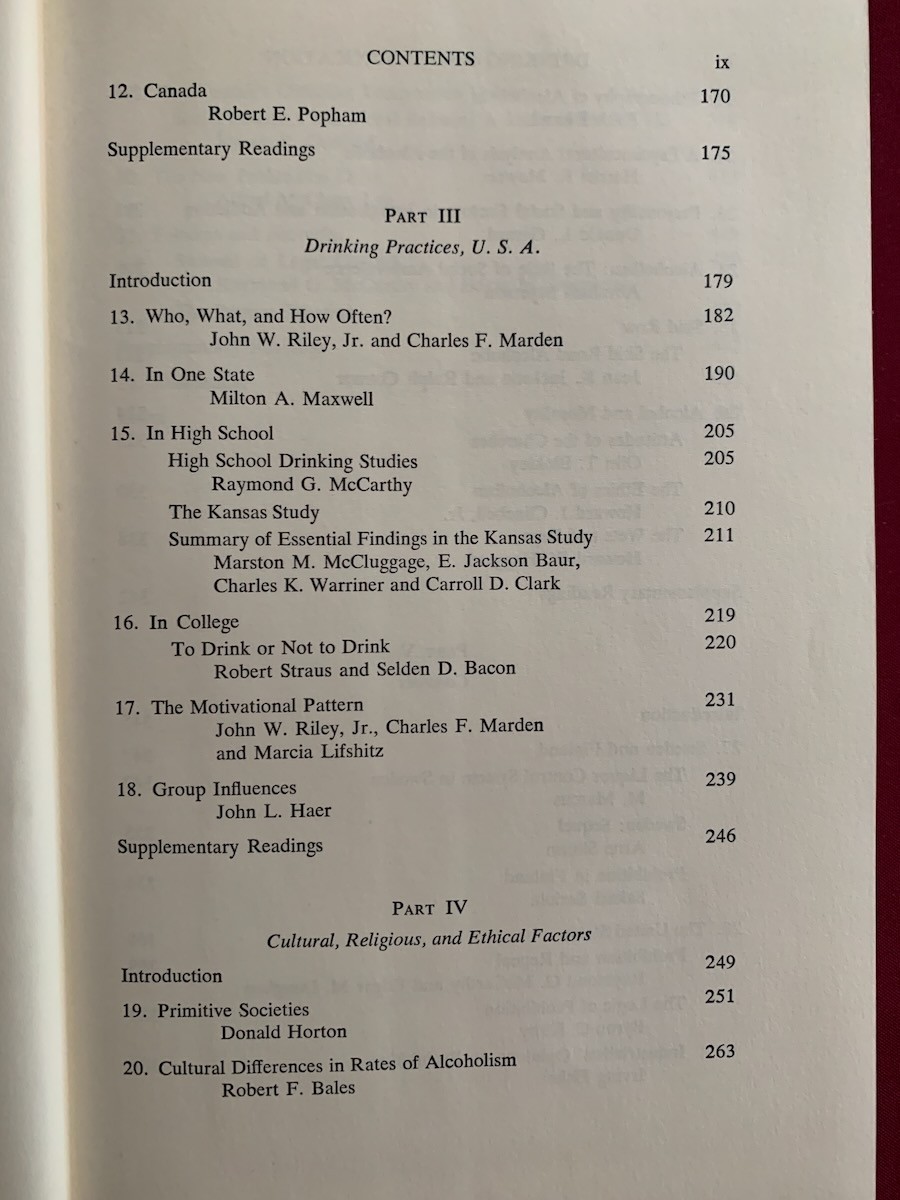 CONTENTS ix
12. Canada 170
Robert E. Popham
Supplementary Readings 175
PART III
Drinking Practices, U. S. A.
Introduction 179
13. Who, What, and How Often? 182
John W. Riley, Jr. and Charles F. Marden
14. In One State 190
Milton A. Maxwell
15. In High School 205
High School Drinking Studies 205
Raymond G. McCarthy
The Kansas Study 210
Summary of Essential Findings in the Kansas Study 211
Marston M. McCluggage, E. Jackson Baur,
Charles K. Warriner and Carroll D. Clark
16. In College 219
To Drink or Not to Drink 220
Robert Straus and Selden D. Bacon
17. The Motivational Pattern 231
John W. Riley, Jr., Charles F. Marden
and Marcia Lifshitz
18. Group Influences 239
John L. Haer
Supplementary Readings 246
PART IV
Cultural, Religious, and Ethical Factors
Introduction 249
19. Primitive Societies 251
Donald Horton
20. Cultural Differences in Rates of Alcoholism 263
Robert F. Bales